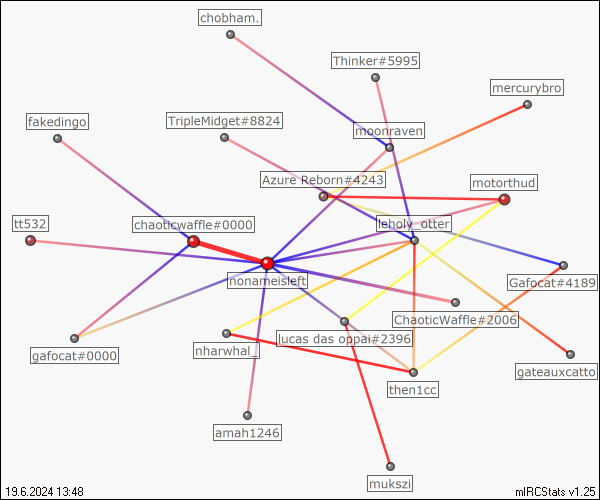 chobham.
Thinker#5995
mercurybro
fakedingo
TripleMidget#8824
moonraven
Azure Reborn#4243
motorthud
tt532
chaoticwaffle#0000
leholy_otter
nonameisleft
Gafocat#4189
ChaoticWaffle#2006
lucas das oppai#2396
nharwhal_
gafocat#0000
gateauxcatto
then1cc
amah1246
mukszi
19.6.2024 13:48
mIRCStats v1.25